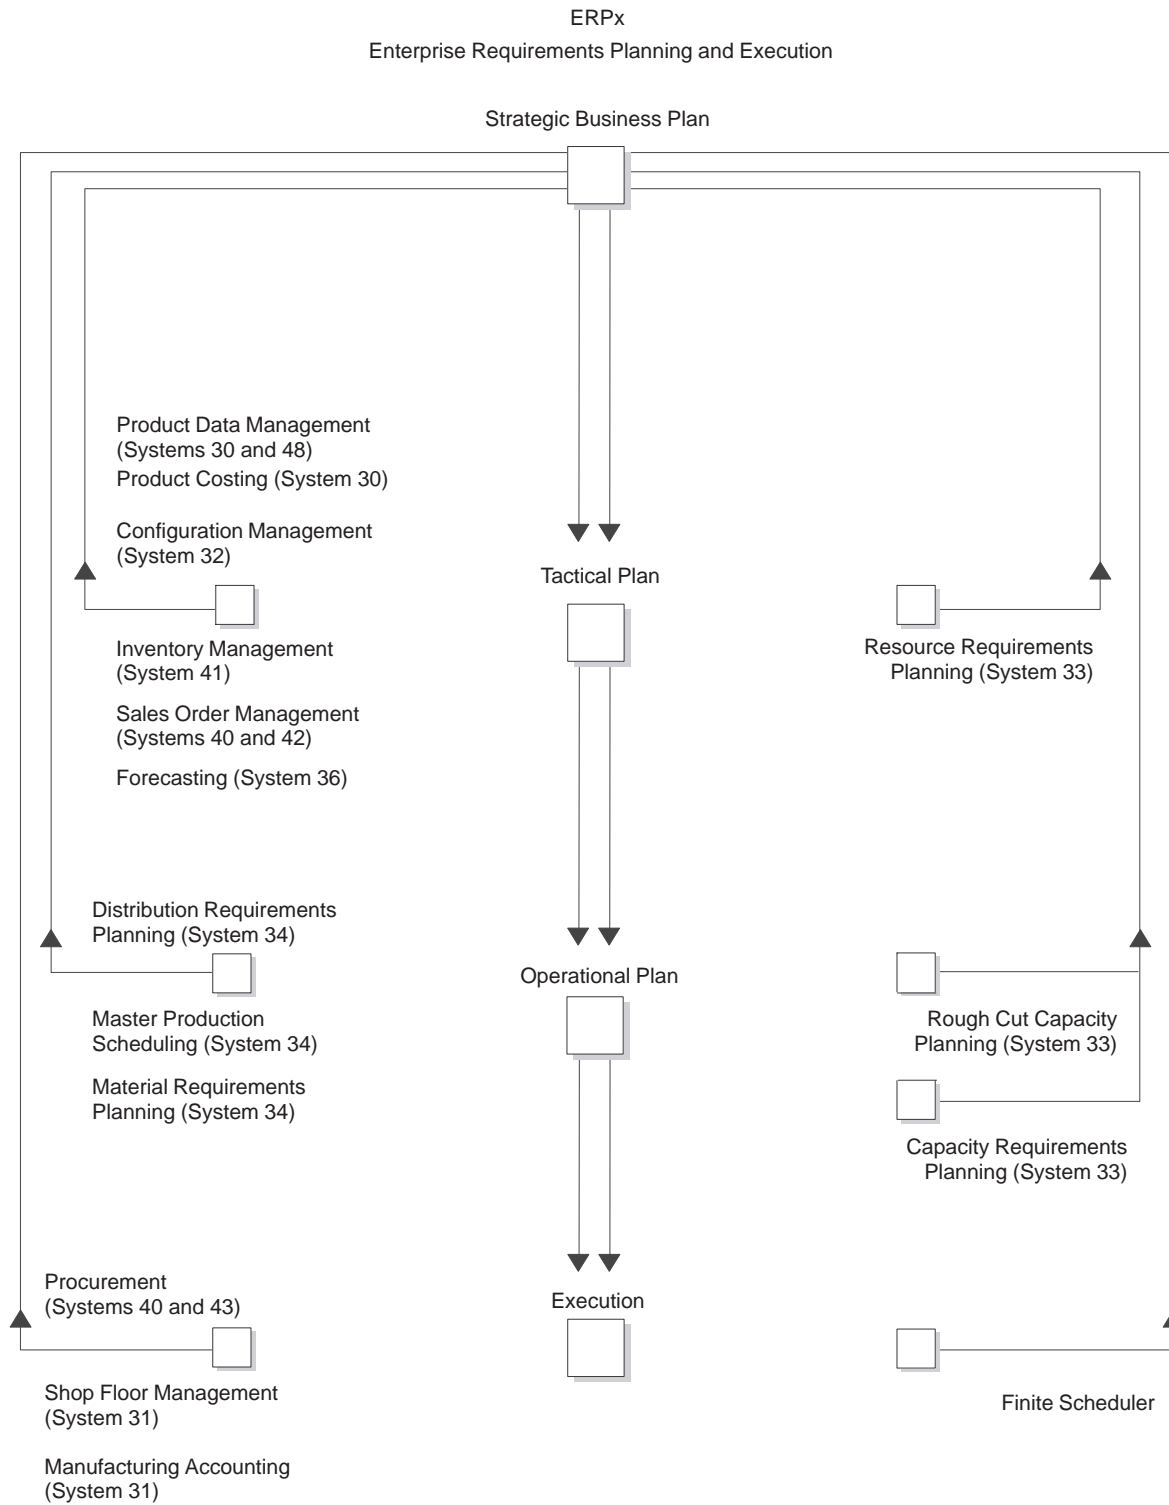 ERPx
Enterprise Requirements Planning and Execution
Strategic Business Plan
Product Data Management
(Systems 30 and 48)
Product Costing (System 30)
Configuration Management
(System 32)
Tactical Plan
Inventory Management
(System 41)
Resource Requirements
Planning (System 33)
Sales Order Management
(Systems 40 and 42)
Forecasting (System 36)
Distribution Requirements
Planning (System 34)
Operational Plan
Master Production
Scheduling (System 34)
Rough Cut Capacity
Planning (System 33)
Material Requirements
Planning (System 34)
Capacity Requirements
Planning (System 33)
Procurement
(Systems 40 and 43)
Execution
Shop Floor Management
(System 31)
Finite Scheduler
Manufacturing Accounting
(System 31)